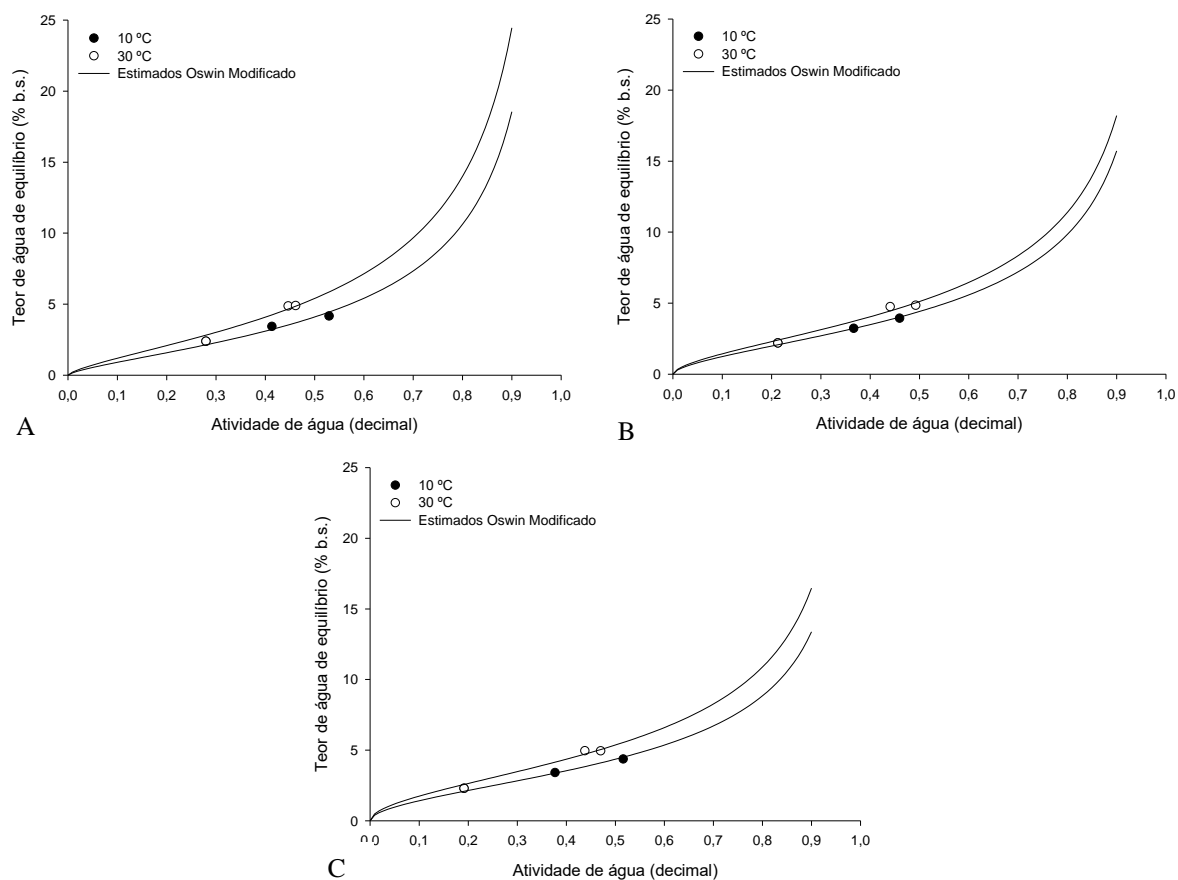 25
20
15
10
5
0
Teor de água de equilíbrio (% b.s.)
10 ºC
30 ºC
Estimados Oswin Modificado
0,0 0,1 0,2 0,3 0,4 0,5 0,6 0,7 0,8 0,9 1,0
Atividade de água (decimal)
A
25
20
15
10
5
0
Teor de água de equilíbrio (% b.s.)
10 ºC
30 ºC
Estimados Oswin Modificado
0,0 0,1 0,2 0,3 0,4 0,5 0,6 0,7 0,8 0,9 1,0
Atividade de água (decimal)
B
25
20
15
10
5
0
Teor de água de equilíbrio (% b.s.)
10 ºC
30 ºC
Estimados Oswin Modificado
0,0 0,1 0,2 0,3 0,4 0,5 0,6 0,7 0,8 0,9 1,0
Atividade de água (decimal)
C